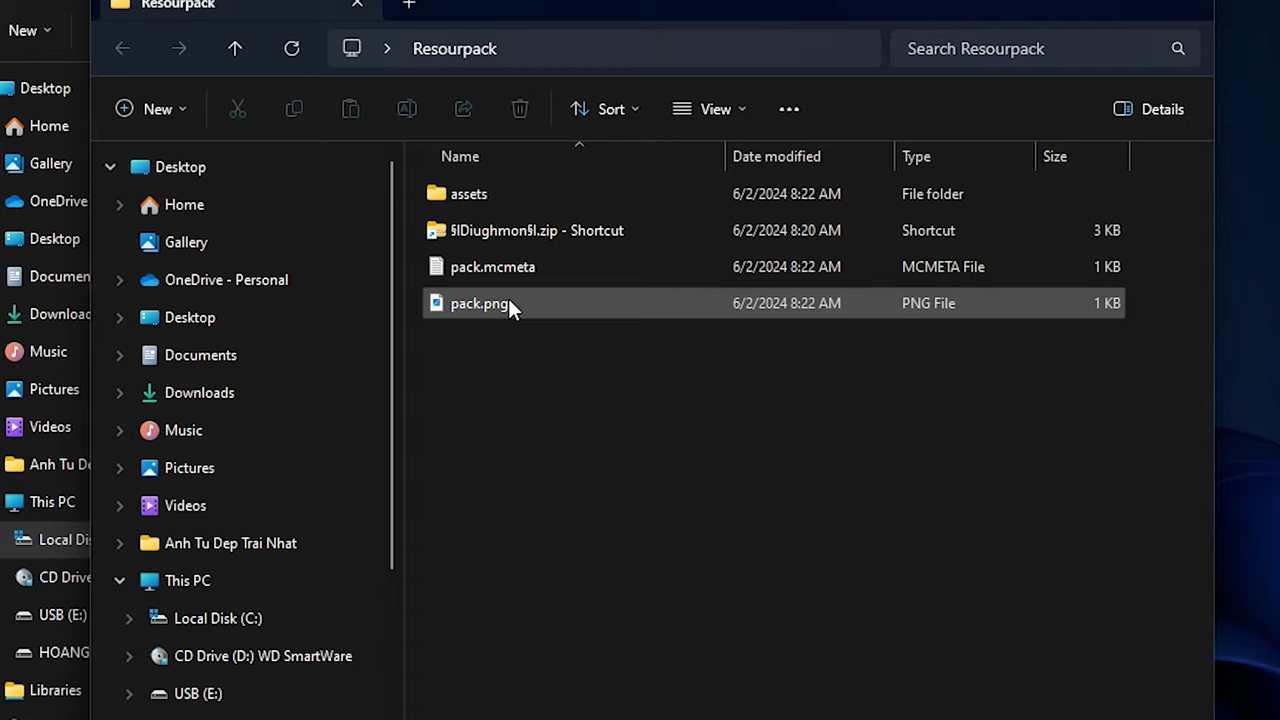 Resourpack
New
Resourpack
Search Resourpack
New
Sort
View
Details
Desktop
Home
Gallery
OneDrive
Desktop
Documen
Downloac
Music
Pictures
Videos
Anh Tu De
This PC
Local Di
CD Drive
USB (E:)
HOANG
Libraries
Desktop
Home
Gallery
OneDrive - Personal
Desktop
Documents
Downloads
Music
Pictures
Videos
Anh Tu Dep Trai Nhat
This PC
Local Disk (C:)
CD Drive (D:) WD SmartWare
USB (E:)
Name Date modified Type Size
assets 6/2/2024 8:22 AM File folder
§lDiughmon§l.zip - Shortcut 6/2/2024 8:20 AM Shortcut 3 KB
pack.mcmeta 6/2/2024 8:22 AM MCMETA File 1 KB
pack.png 6/2/2024 8:22 AM PNG File 1 KB